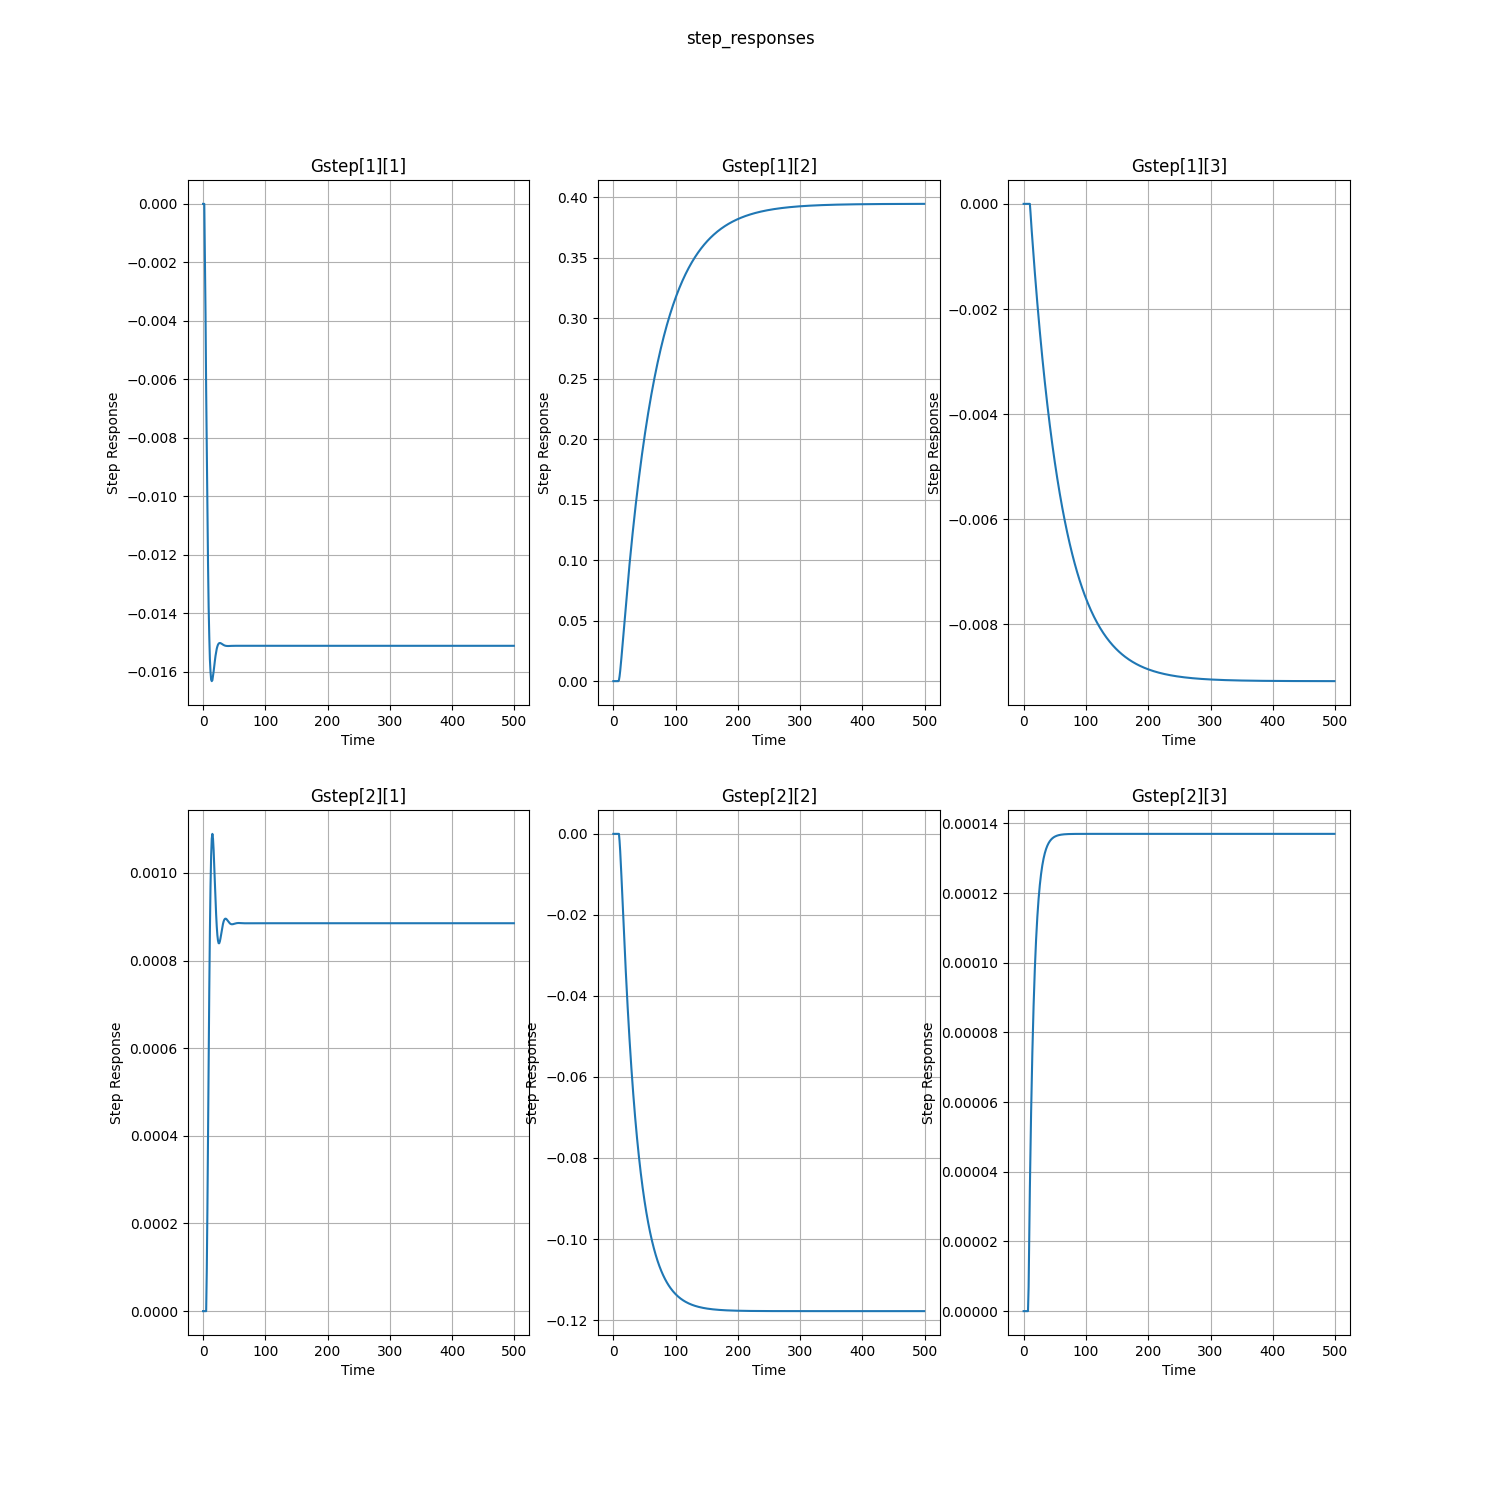 step_responses
Gstep[1][1]
Gstep[1][2]
Gstep[1][3]
0.000
−0.002
−0.004
−0.006
−0.008
−0.010
−0.012
−0.014
−0.016
Step Response
0 100 200 300 400 500
Time
0.40
0.35
0.30
0.25
0.20
0.15
0.10
0.05
0.00
Step Response
0 100 200 300 400 500
Time
0.000
−0.002
−0.004
−0.006
−0.008
Step Response
0 100 200 300 400 500
Time
Gstep[2][1]
Gstep[2][2]
Gstep[2][3]
0.0010
0.0008
0.0006
0.0004
0.0002
0.0000
Step Response
0 100 200 300 400 500
Time
0.00
−0.02
−0.04
−0.06
−0.08
−0.10
−0.12
Step Response
0 100 200 300 400 500
Time
0.00014
0.00012
0.00010
0.00008
0.00006
0.00004
0.00002
0.00000
Step Response
0 100 200 300 400 500
Time